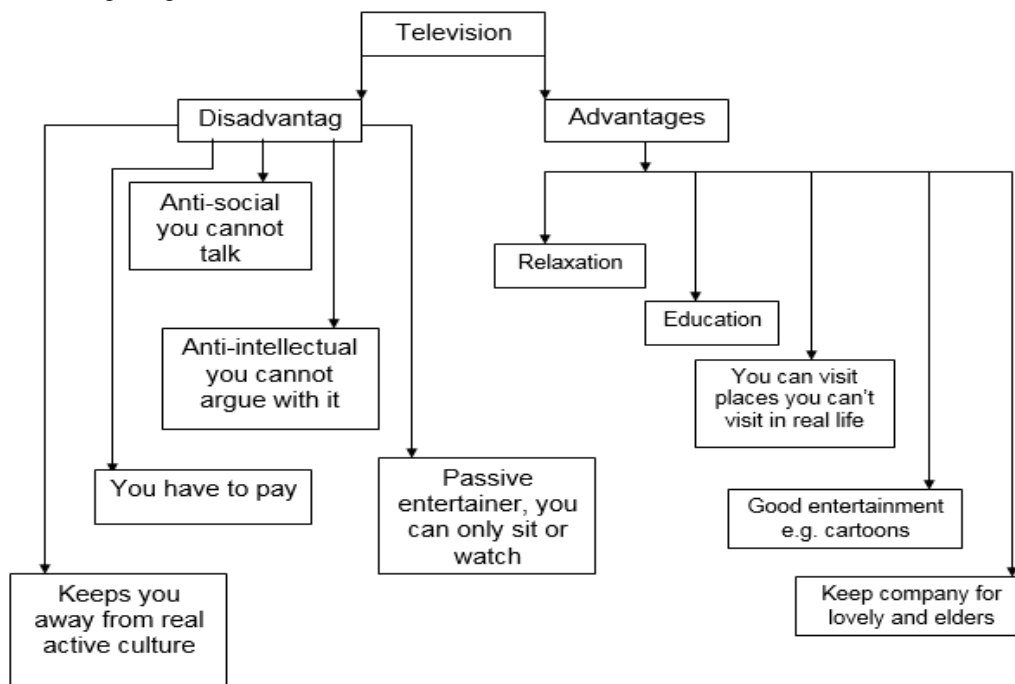 Television
Disadvantag
Advantages
Anti-social
you cannot
talk
Relaxation
Education
Anti-intellectual
you cannot
argue with it
You can visit
places you can't
visit in real life
You have to pay
Passive
entertainer, you
can only sit or
watch
Good entertainment
e.g. cartoons
Keeps you
away from real
active culture
Keep company for
lovely and elders